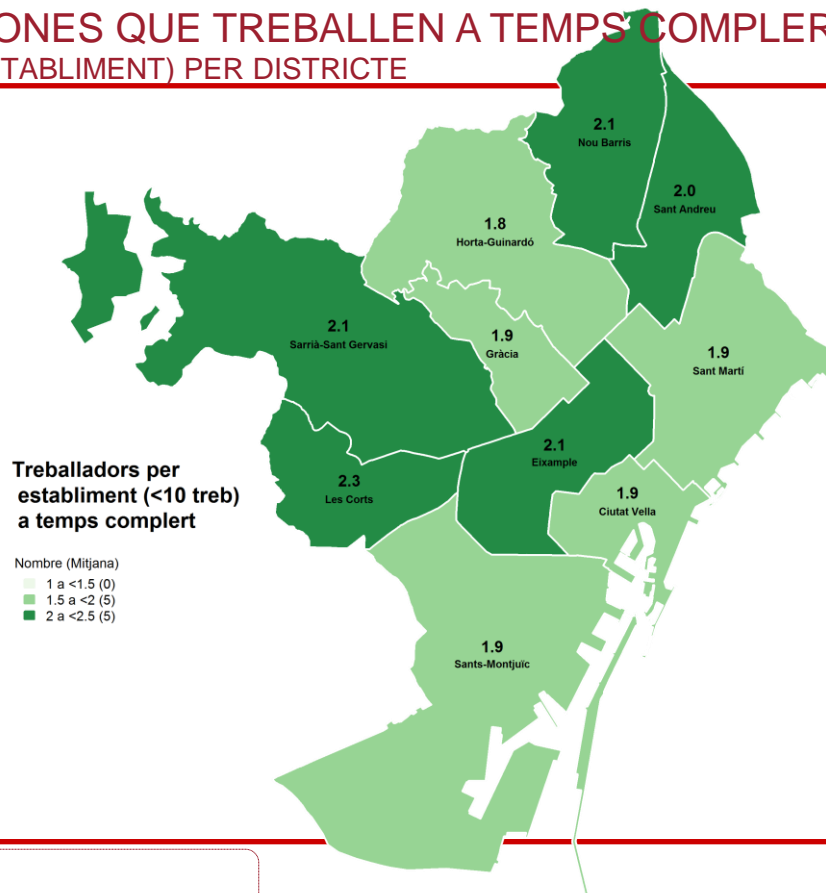 ONES QUE TREBALLEN A TEMPS COMPLER
TABLIMENT) PER DISTRICTE
2.1
Nou Barris
2.0
Sant Andreu
1.8
Horta-Guinardó
2.1
Sarrià-Sant Gervasi
1.9
Gràcia
1.9
Sant Martí
2.1
Eixample
2.3
Les Corts
1.9
Ciutat Vella
1.9
Sants-Montjuïc
Treballadors per
establiment (<10 treb)
a temps complert
Nombre (Mitjana)
1 a <1.5 (0)
1.5 a <2 (5)
2 a <2.5 (5)